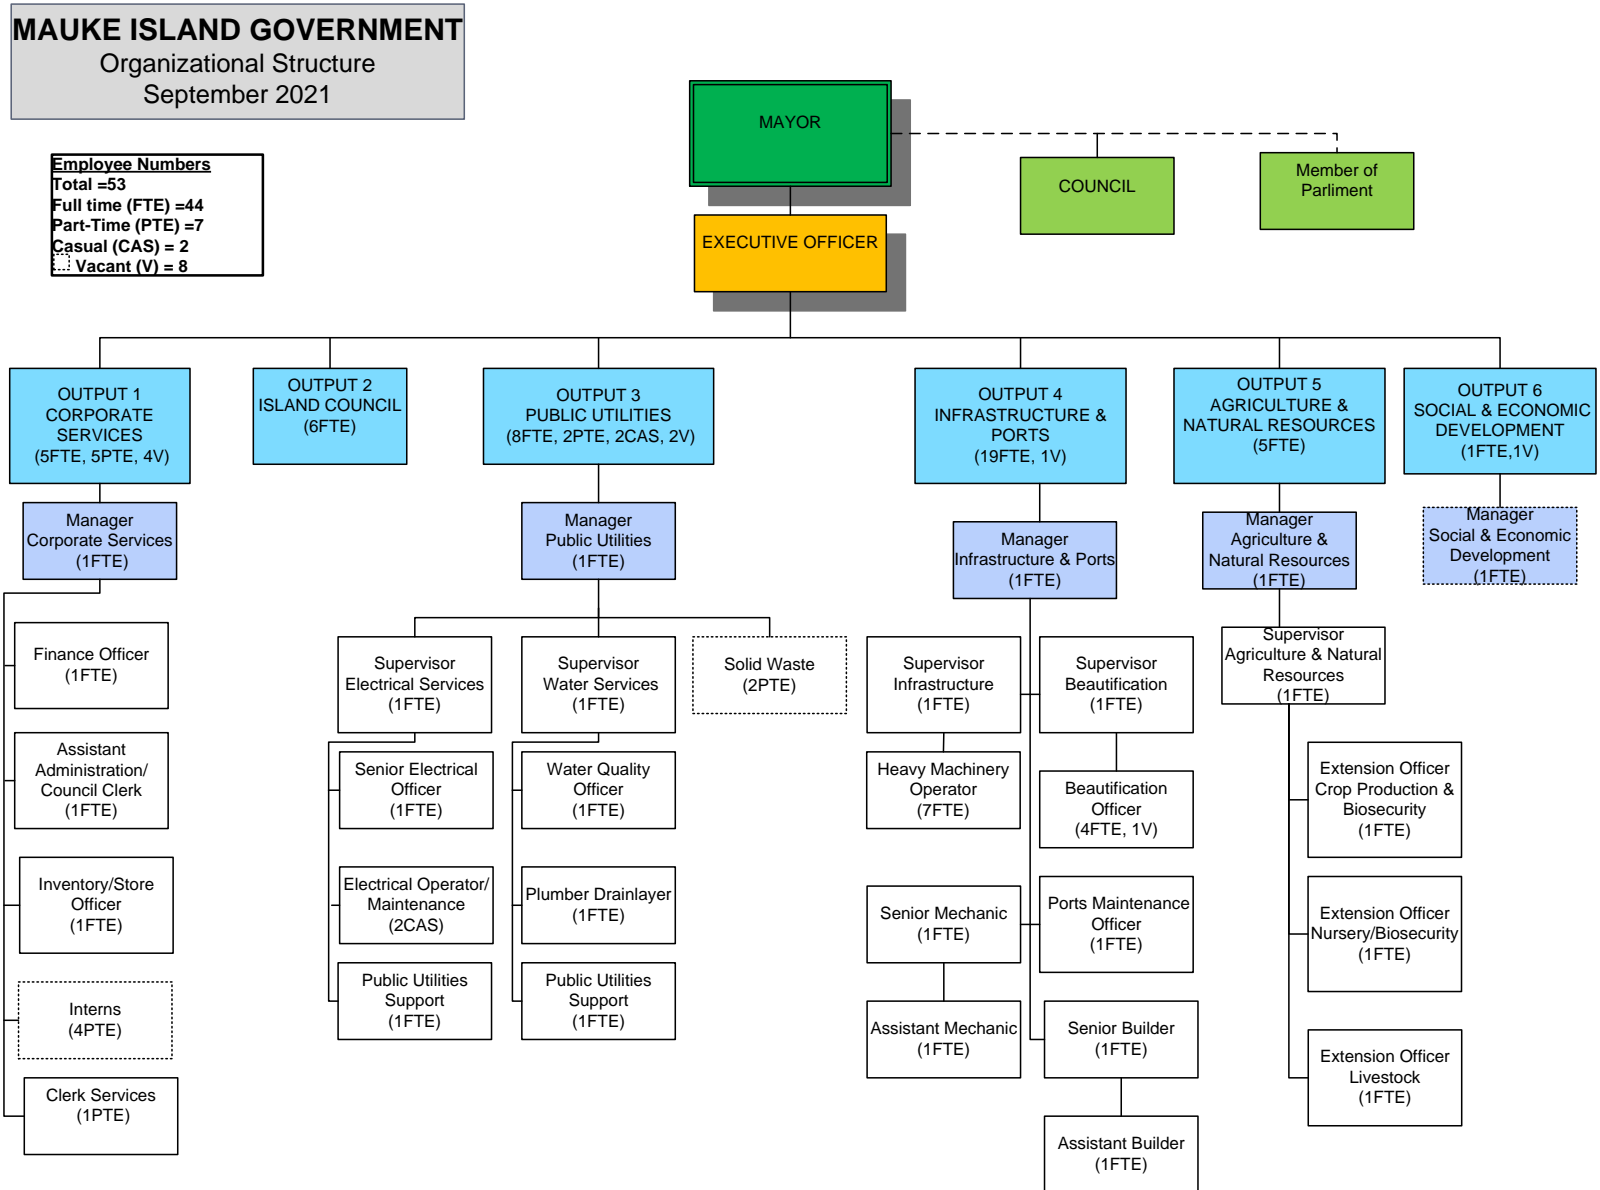 MAUKE ISLAND GOVERNMENT
Organizational Structure
September 2021
Employee Numbers
Total =53
Full time (FTE) =44
Part-Time (PTE) =7
Casual (CAS) = 2
Vacant (V) = 8
MAYOR
COUNCIL
Member of
Parliment
EXECUTIVE OFFICER
OUTPUT 1
CORPORATE
SERVICES
(5FTE, 5PTE, 4V)
OUTPUT 2
ISLAND COUNCIL
(6FTE)
OUTPUT 3
PUBLIC UTILITIES
(8FTE, 2PTE, 2CAS, 2V)
OUTPUT 4
INFRASTRUCTURE &
PORTS
(19FTE, 1V)
OUTPUT 5
AGRICULTURE &
NATURAL RESOURCES
(5FTE)
OUTPUT 6
SOCIAL & ECONOMIC
DEVELOPMENT
(1FTE,1V)
Manager
Corporate Services
(1FTE)
Manager
Public Utilities
(1FTE)
Manager
Infrastructure & Ports
(1FTE)
Manager
Agriculture &
Natural Resources
(1FTE)
Manager
Social & Economic
Development
(1FTE)
Finance Officer
(1FTE)
Assistant
Administration/
Council Clerk
(1FTE)
Inventory/Store
Officer
(1FTE)
Interns
(4PTE)
Clerk Services
(1PTE)
Supervisor
Electrical Services
(1FTE)
Senior Electrical
Officer
(1FTE)
Electrical Operator/
Maintenance
(2CAS)
Public Utilities
Support
(1FTE)
Supervisor
Water Services
(1FTE)
Water Quality
Officer
(1FTE)
Plumber Drainlayer
(1FTE)
Public Utilities
Support
(1FTE)
Solid Waste
(2PTE)
Supervisor
Infrastructure
(1FTE)
Heavy Machinery
Operator
(7FTE)
Senior Mechanic
(1FTE)
Assistant Mechanic
(1FTE)
Supervisor
Beautification
(1FTE)
Beautification
Officer
(4FTE, 1V)
Ports Maintenance
Officer
(1FTE)
Senior Builder
(1FTE)
Assistant Builder
(1FTE)
Supervisor
Agriculture & Natural
Resources
(1FTE)
Extension Officer
Crop Production &
Biosecurity
(1FTE)
Extension Officer
Nursery/Biosecurity
(1FTE)
Extension Officer
Livestock
(1FTE)